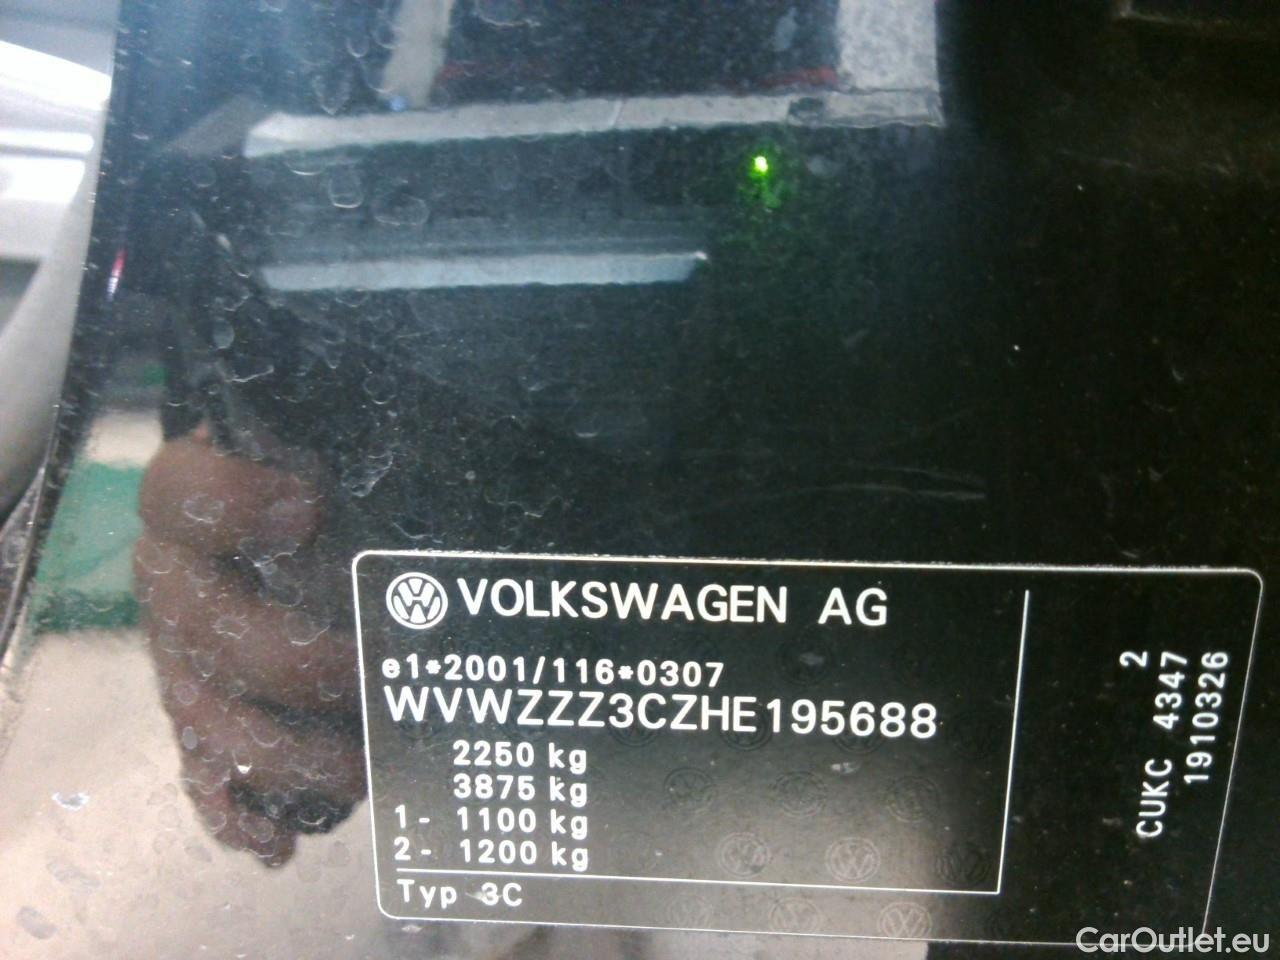 VOLKSWAGEN AG
e1*2001/116*0307
WVWZZZ3CZHE195688
2250 kg
3875 kg
1- 1100 kg
2- 1200 kg
Typ 3C
2
CUKC 4347
1910326
CarOutlet.eu